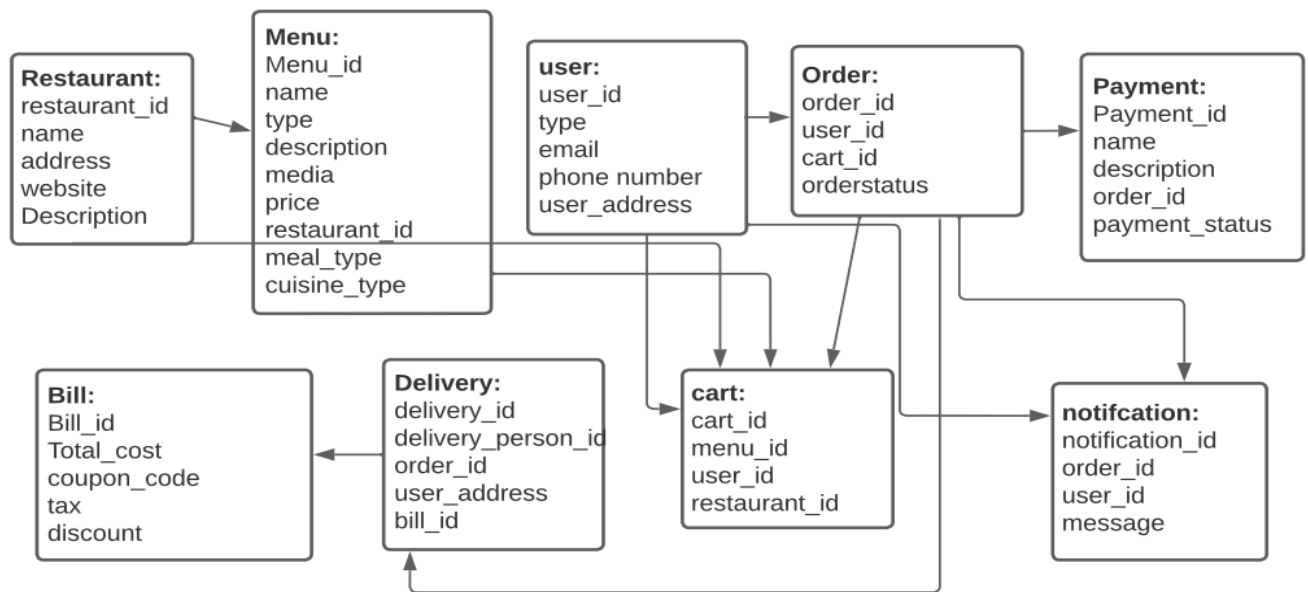 Restaurant:
restaurant_id
name
address
website
Description
Menu:
Menu_id
name
type
description
media
price
restaurant_id
meal_type
cuisine_type
user:
user_id
type
email
phone number
user_address
Order:
order_id
user_id
cart_id
orderstatus
Payment:
Payment_id
name
description
order_id
payment_status
Bill:
Bill_id
Total_cost
coupon_code
tax
discount
Delivery:
delivery_id
delivery_person_id
order_id
user_address
bill_id
cart:
cart_id
menu_id
user_id
restaurant_id
notifcation:
notification_id
order_id
user_id
message